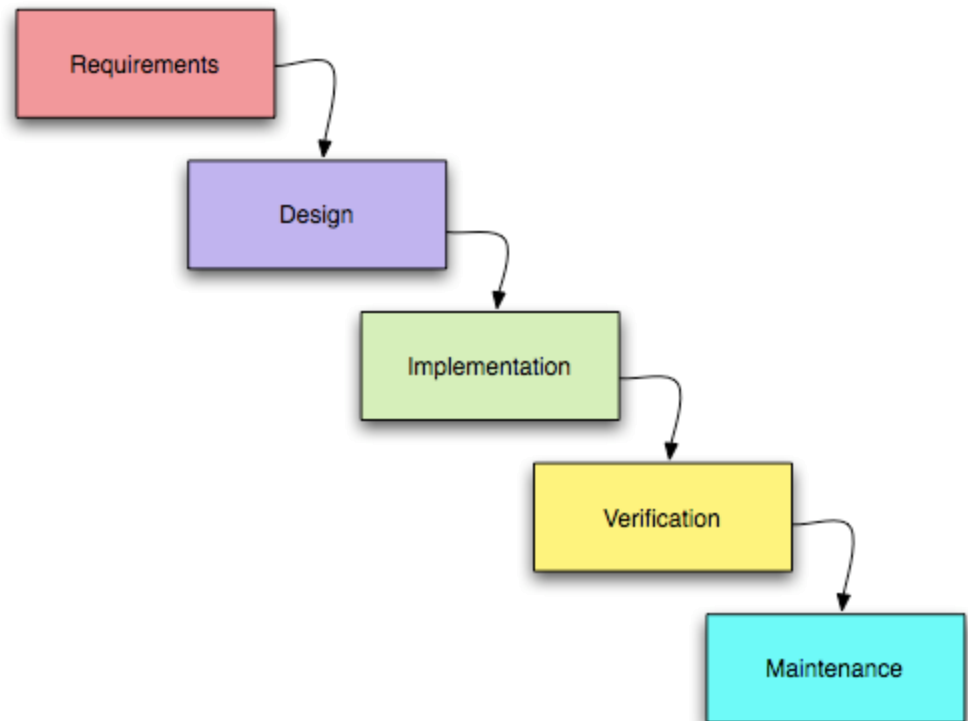 Requirements
Design
Implementation
Verification
Maintenance